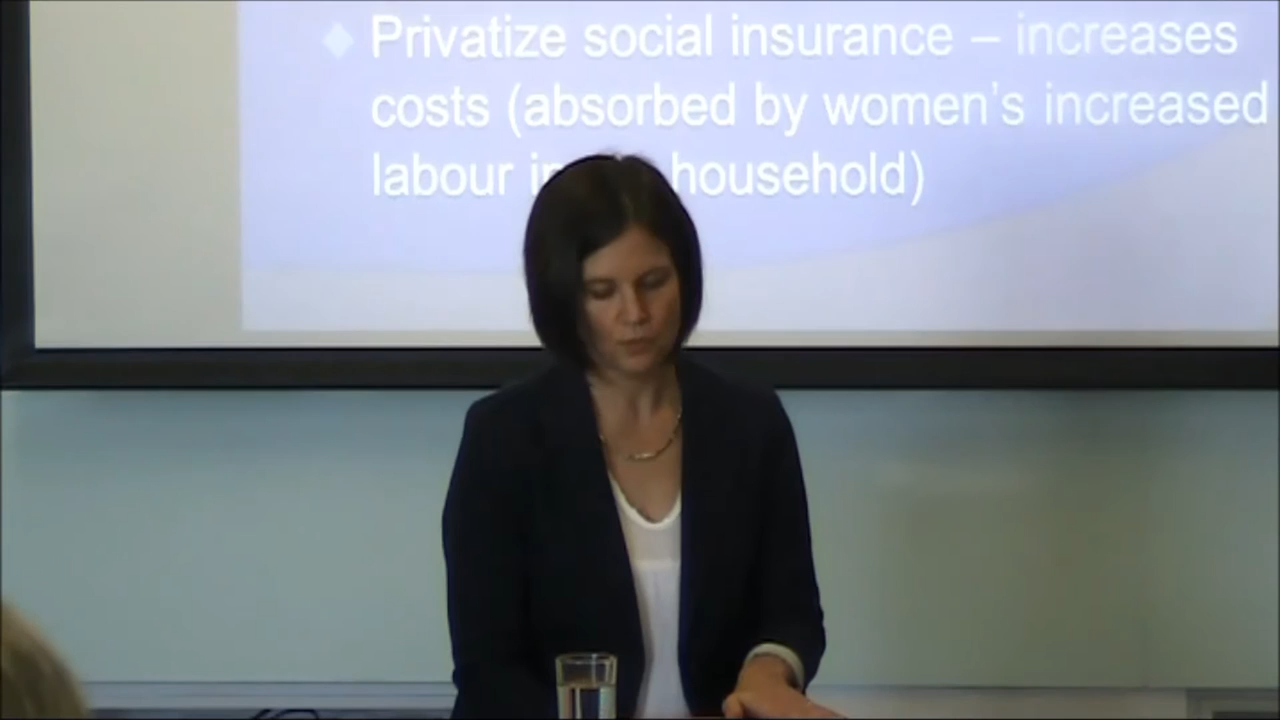 Privatize social insurance – increases
costs (absorbed by women's increased
labour household)